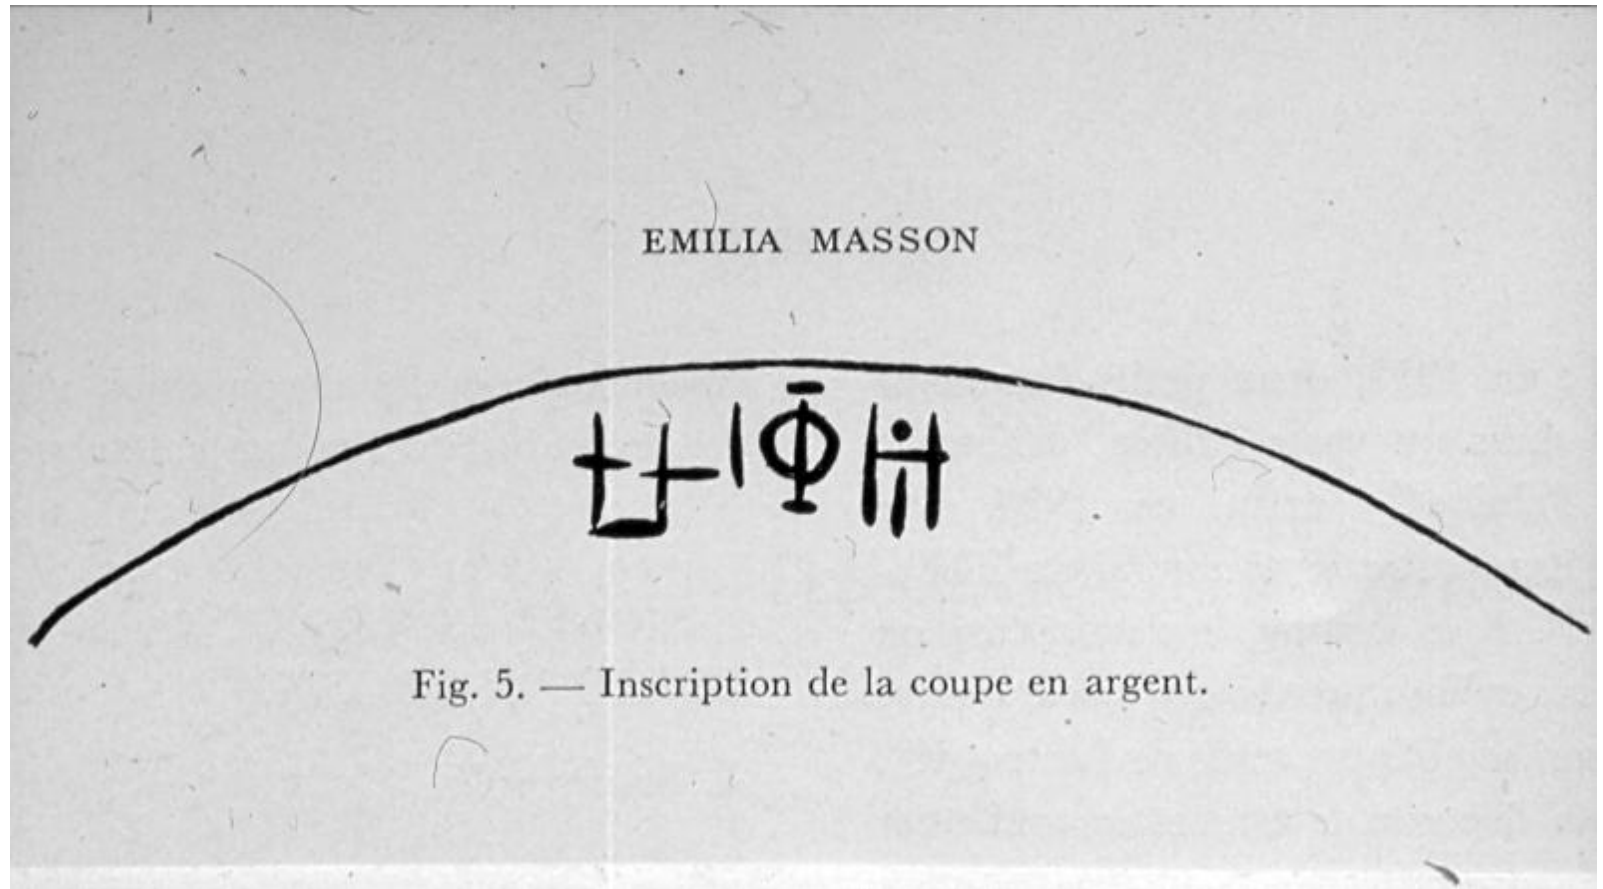 EMILIA MASSON
Fig. 5. — Inscription de la coupe en argent.